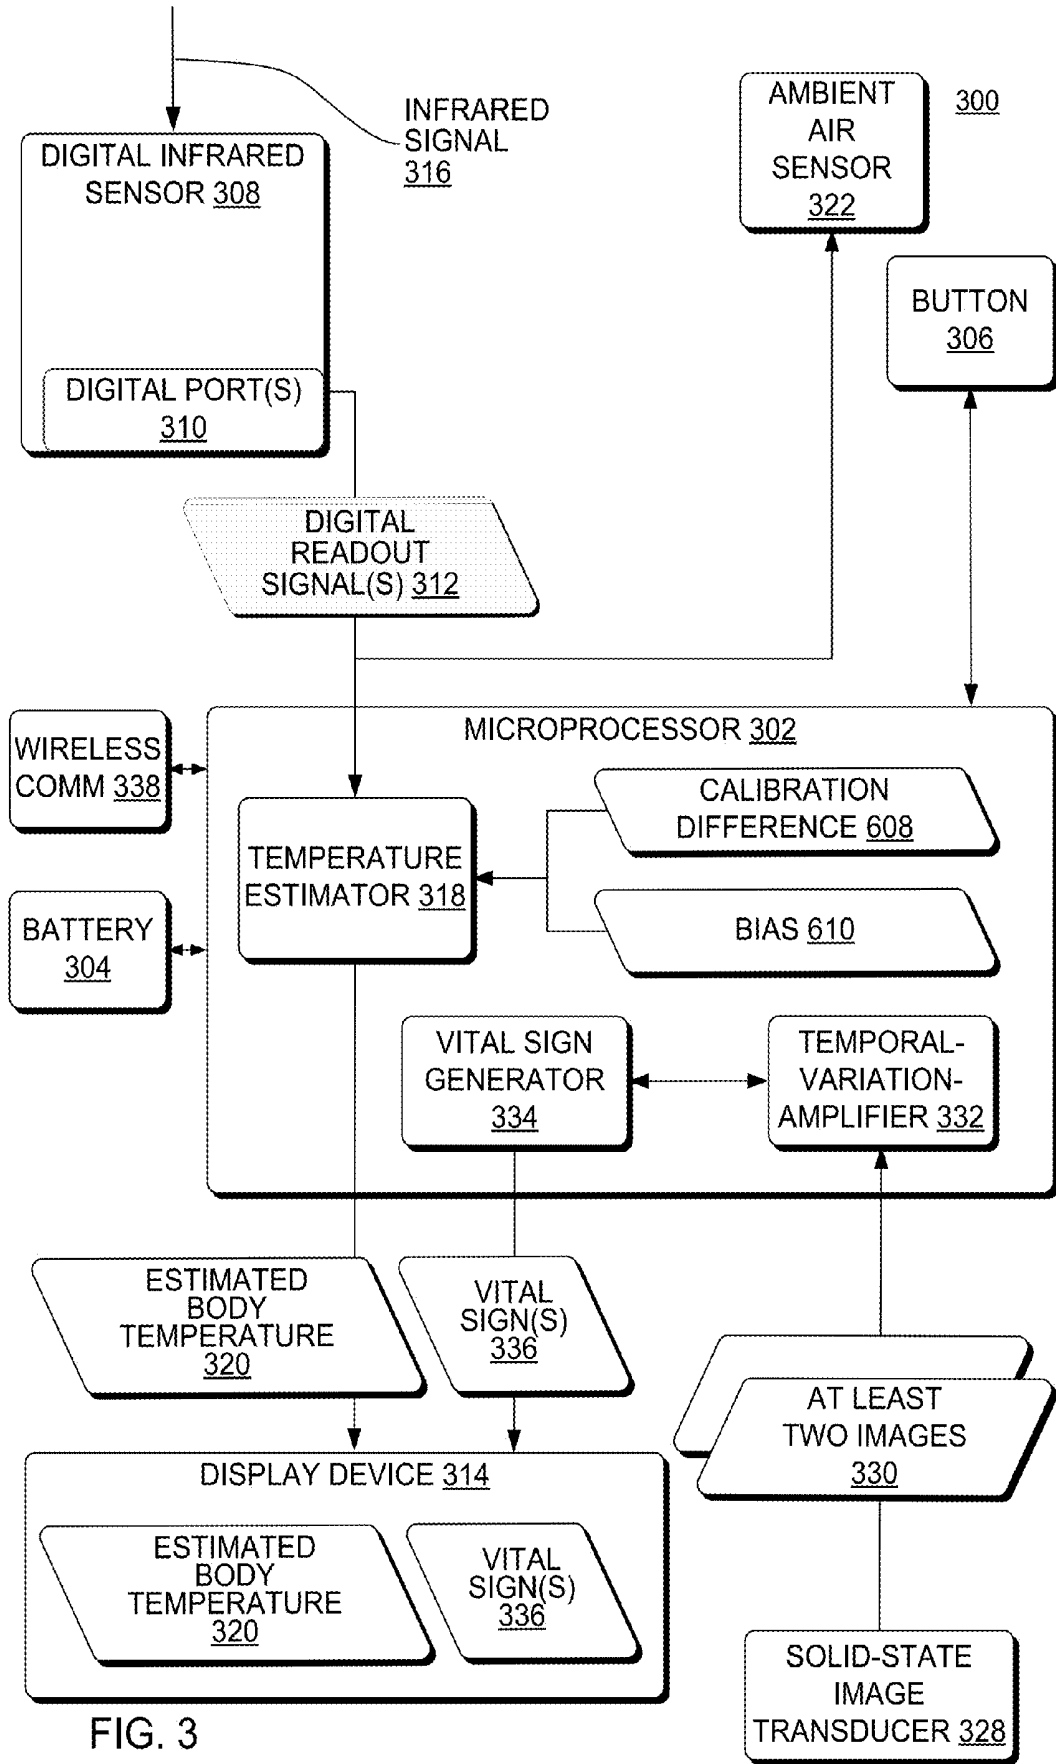 INFRARED
SIGNAL
316
AMBIENT
AIR
SENSOR
322
300
DIGITAL INFRARED
SENSOR 308
BUTTON
306
DIGITAL PORT(S)
310
DIGITAL
READOUT
SIGNAL(S) 312
MICROPROCESSOR 302
WIRELESS
COMM 338
CALIBRATION
DIFFERENCE 608
TEMPERATURE
ESTIMATOR 318
BATTERY
304
BIAS 610
VITAL SIGN
GENERATOR
334
TEMPORAL-
VARIATION-
AMPLIFIER 332
ESTIMATED
BODY
TEMPERATURE
320
VITAL
SIGN(S)
336
AT LEAST
TWO IMAGES
330
DISPLAY DEVICE 314
ESTIMATED
BODY
TEMPERATURE
320
VITAL
SIGN(S)
336
SOLID-STATE
IMAGE
TRANSDUCER 328
FIG. 3